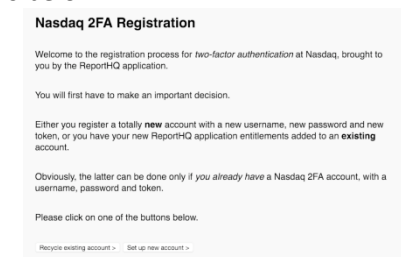 Nasdaq 2FA Registration
Welcome to the registration process for two-factor authentication at Nasdaq, brought to
you by the ReportHQ application.
You will first have to make an important decision.
Either you register a totally new account with a new username, new password and new
token, or you have your new ReportHQ application entitlements added to an existing
account.
Obviously, the latter can be done only if you already have a Nasdaq 2FA account, with a
username, password and token.
Please click on one of the buttons below.
Recycle existing account > Set up new account >